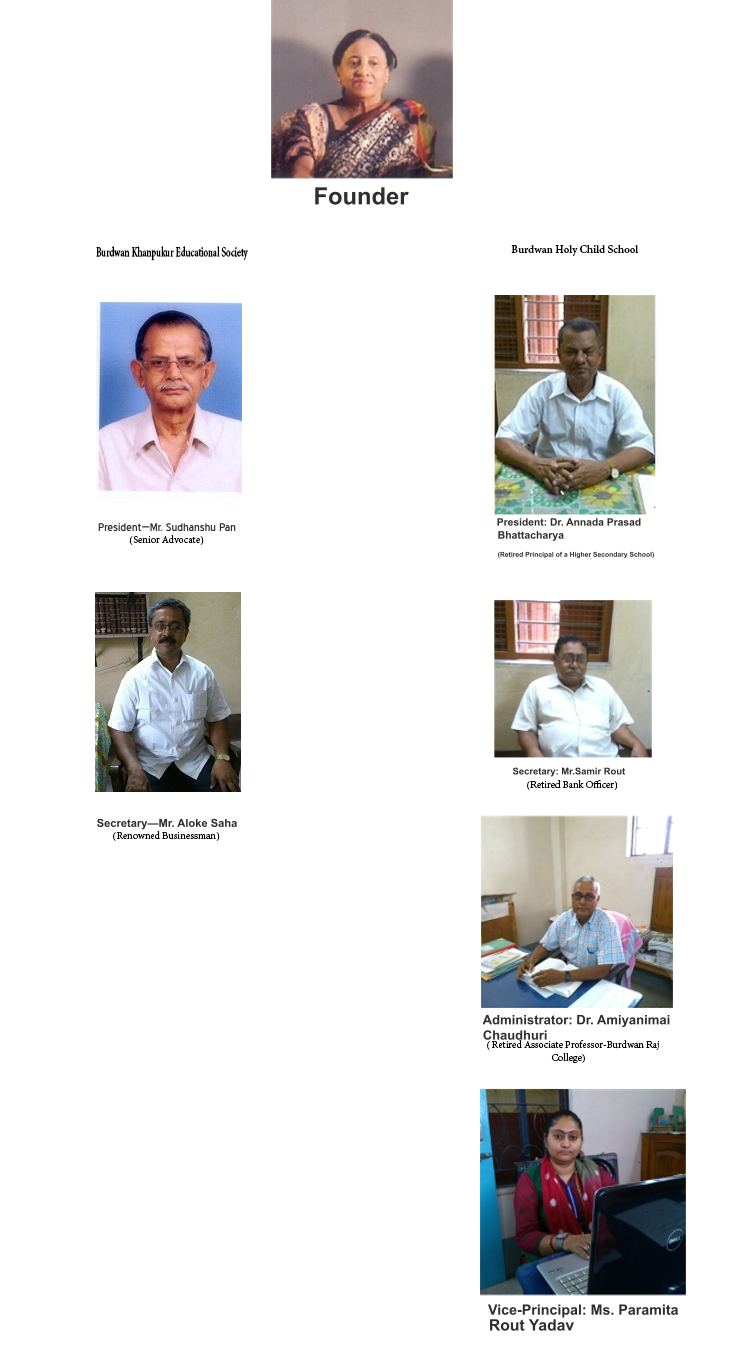 Founder
Burdwan Khanpukur Educational Society
President—Mr. Sudhanshu Pan
(Senior Advocate)
Secretary—Mr. Aloke Saha
(Renowned Businessman)
Burdwan Holy Child School
President: Dr. Annada Prasad
Bhattacharya
(Retired Principal of a Higher Secondary School)
Secretary: Mr.Samir Rout
(Retired Bank Officer)
Administrator: Dr. Amiyanimai
Chaudhuri
( Retired Associate Professor-Burdwan Raj
College)
DELL
Vice-Principal: Ms. Paramita
Rout Yadav